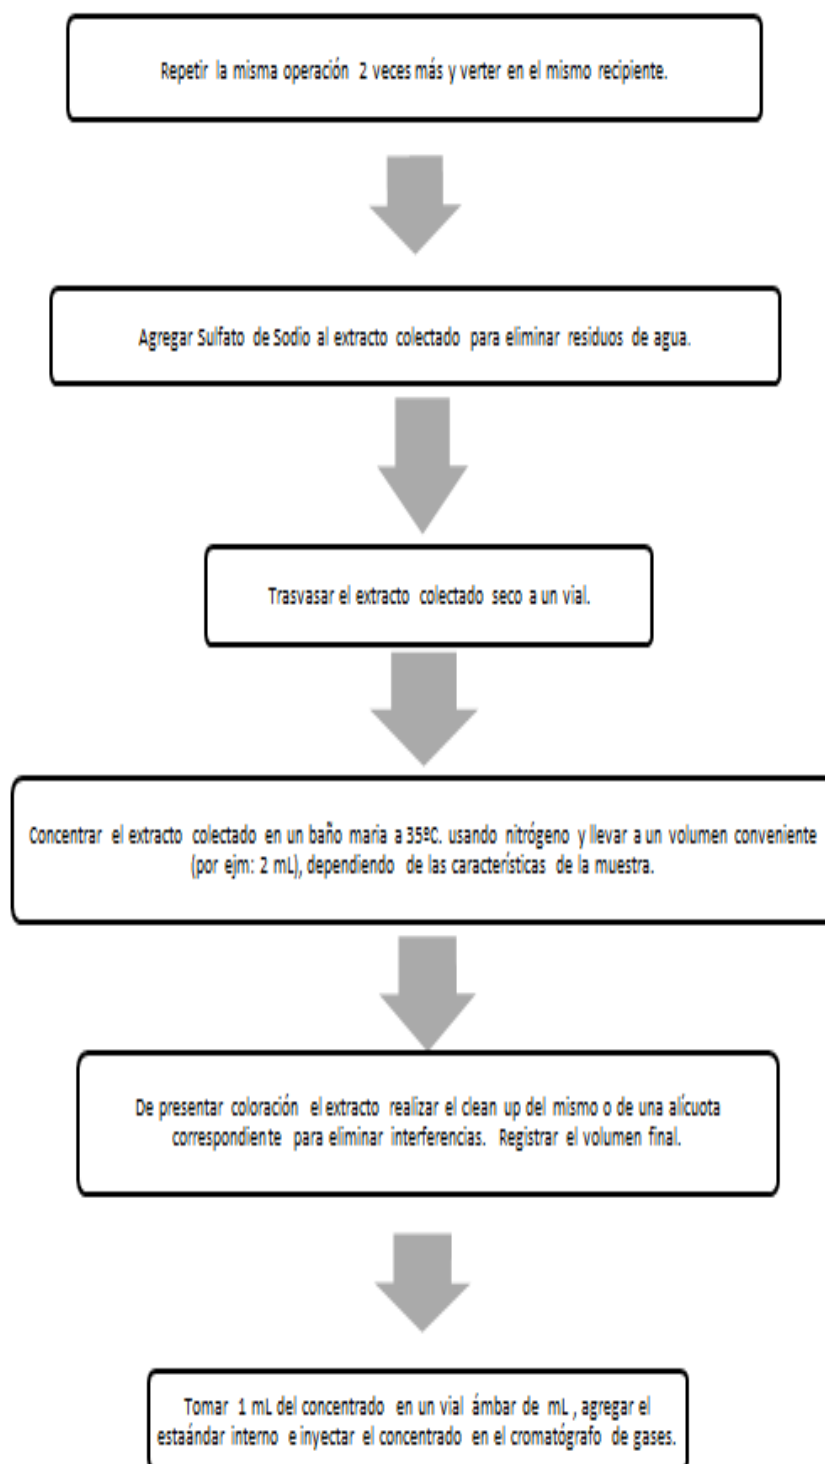 Repetir la misma operación 2 veces más y verter en el mismo recipiente.
Agregar Sulfato de Sodio al extracto colectado para eliminar residuos de agua.
Trasvasar el extracto colectado seco a un vial.
Concentrar el extracto colectado en un baño maria a 35ºC. usando nitrógeno y llevar a un volumen conveniente
(por ejm: 2 mL), dependiendo de las características de la muestra.
De presentar coloración el extracto realizar el clean up del mismo o de una alícuota
correspondiente para eliminar interferencias. Registrar el volumen final.
Tomar 1 mL del concentrado en un vial ámbar de mL , agregar el
estaándar interno e inyectar el concentrado en el cromatógrafo de gases.